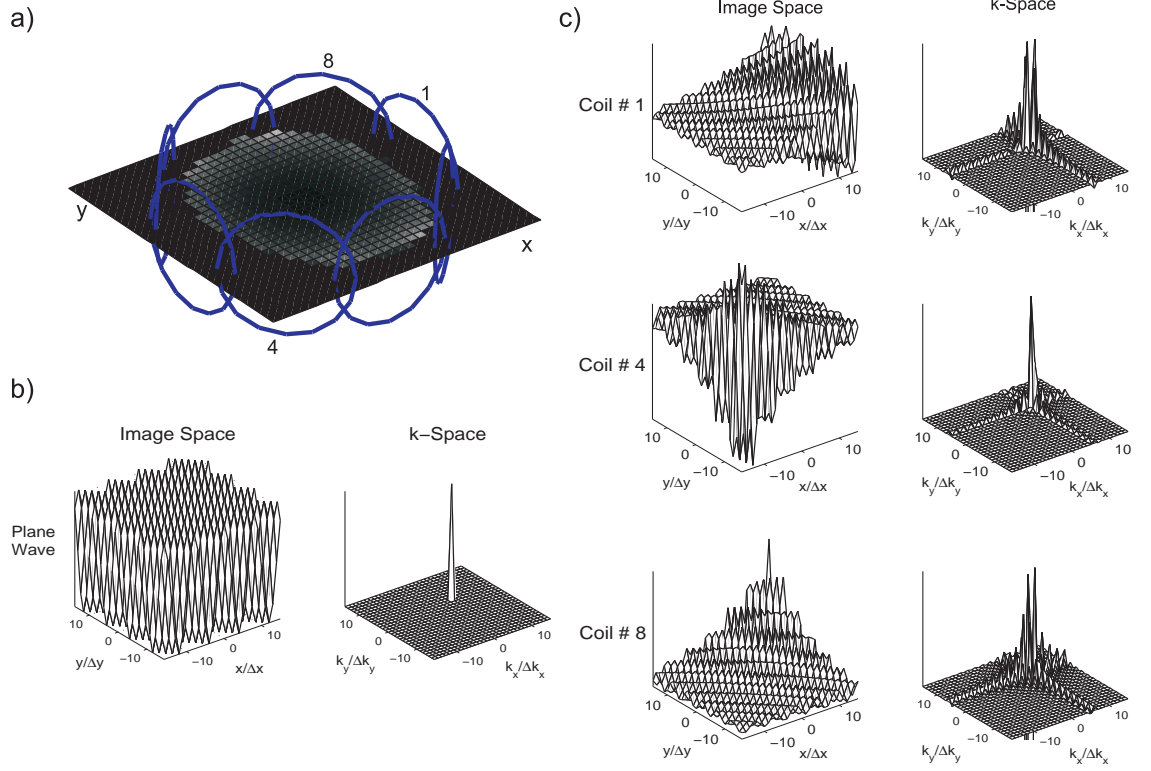 a)
8
1
y
x
4
b)
Image Space
k−Space
Plane
Wave
10
0
−10
y/Δy
−10
0
10
x/Δx
10
0
−10
k_y/Δk_y
−10
0
10
k_x/Δk_x
c)
Image Space
k-Space
Coil # 1
10
0
−10
y/Δy
−10
0
10
x/Δx
10
0
−10
k_y/Δk_y
−10
0
10
k_x/Δk_x
Coil # 4
10
0
−10
y/Δy
−10
0
10
x/Δx
10
0
−10
k_y/Δk_y
−10
0
10
k_x/Δk_x
Coil # 8
10
0
−10
y/Δy
−10
0
10
x/Δx
10
0
−10
k_y/Δk_y
−10
0
10
k_x/Δk_x